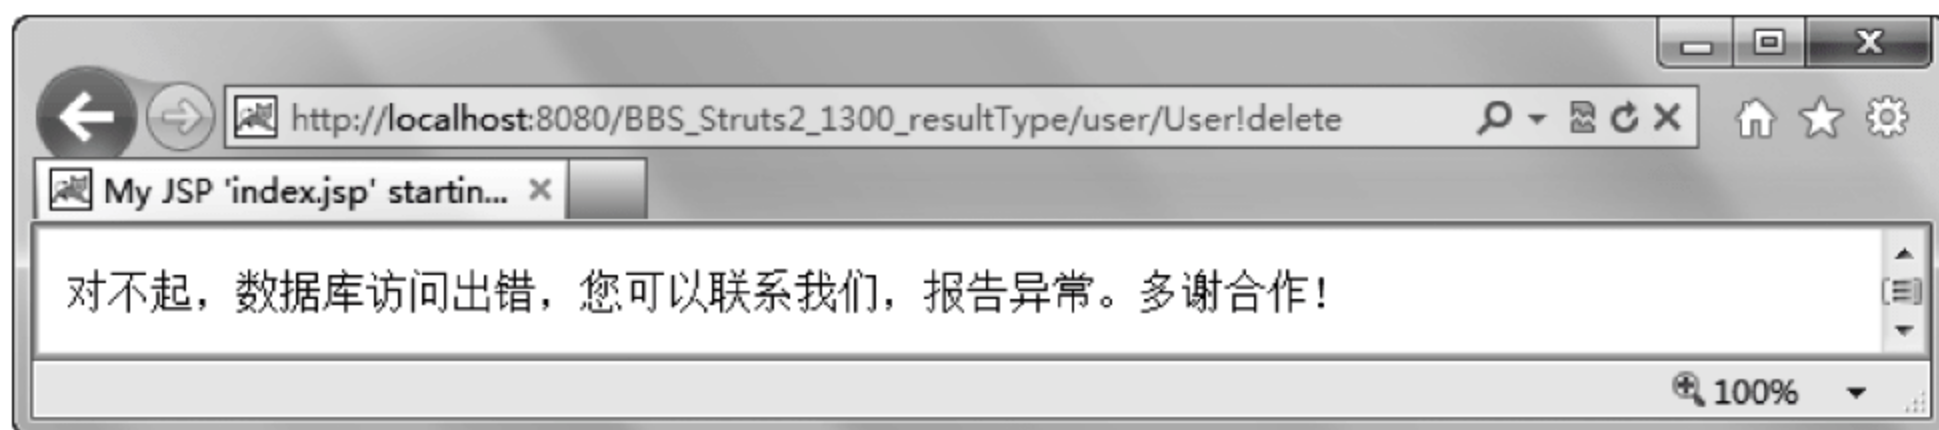 http://localhost:8080/BBS_Struts2_1300_resultType/user/User!delete
My JSP 'index.jsp' startin...
对不起，数据库访问出错，您可以联系我们，报告异常。多谢合作！
100%